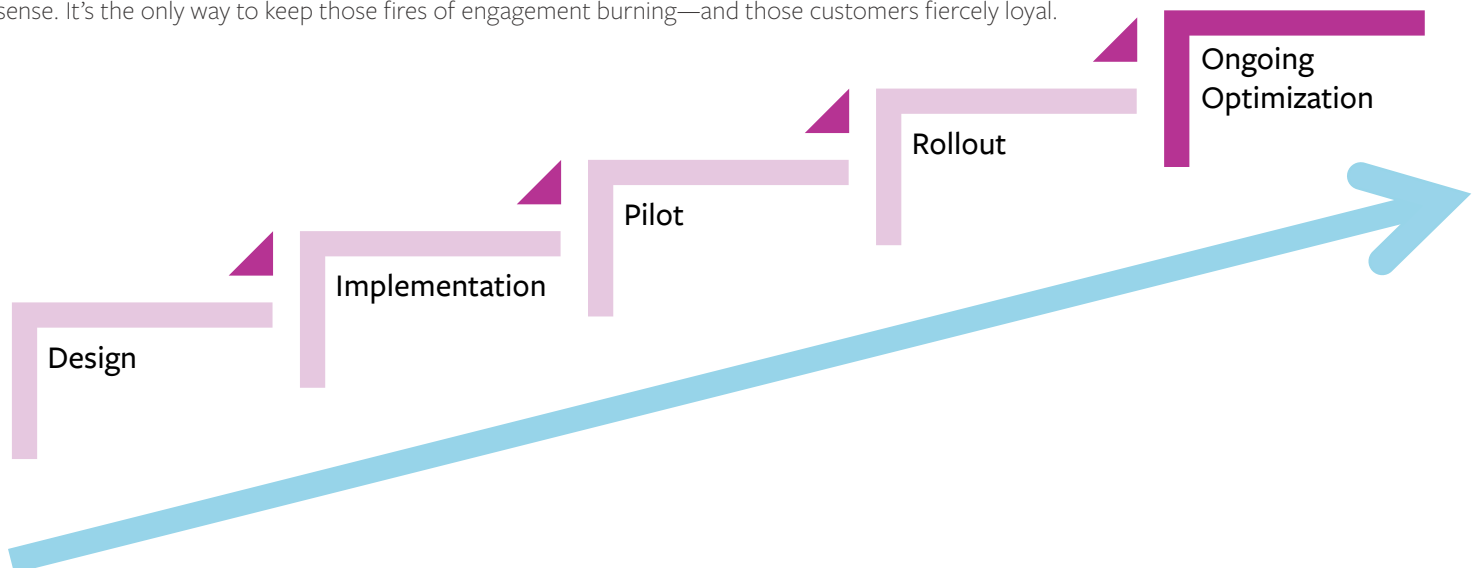 sense. It’s the only way to keep those fires of engagement burning—and those customers fiercely loyal.
Ongoing
Optimization
Rollout
Pilot
Implementation
Design